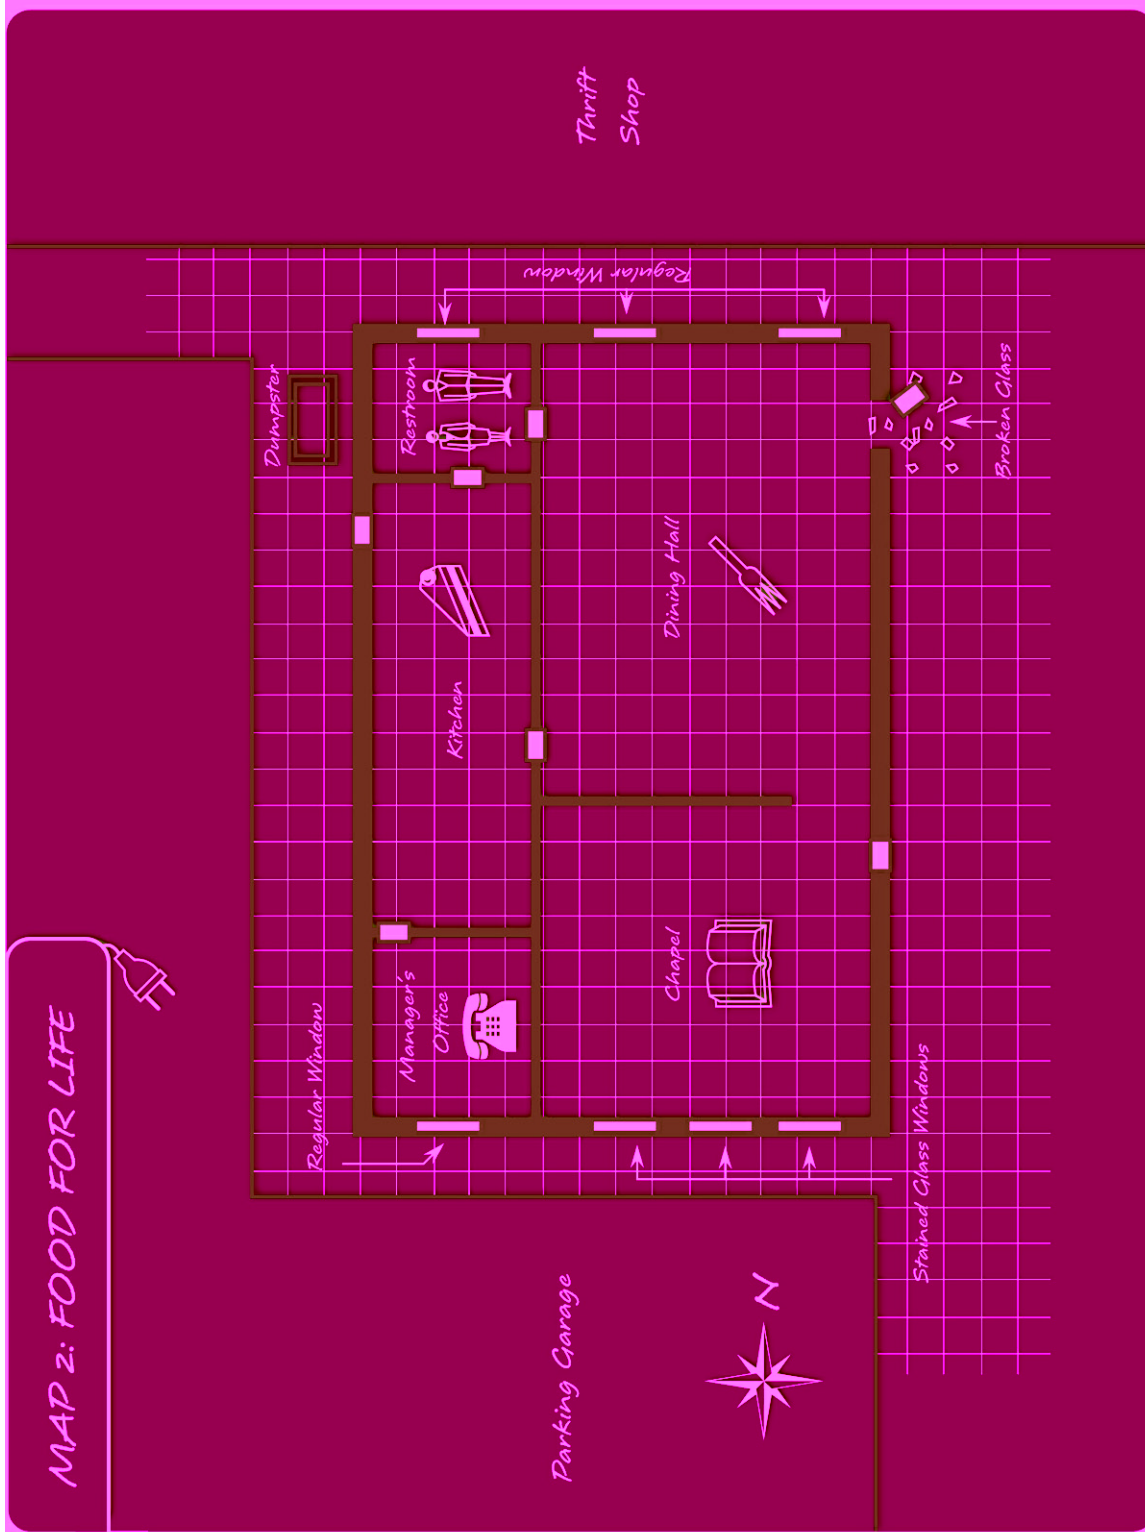 MAP 2: FOOD FOR LIFE
Thrift
Shop
Regular Window
Dumpster
Restroom
Broken Glass
Dining Hall
Kitchen
Chapel
Manager's
Office
Regular Window
Stained Glass Windows
Parking Garage
N